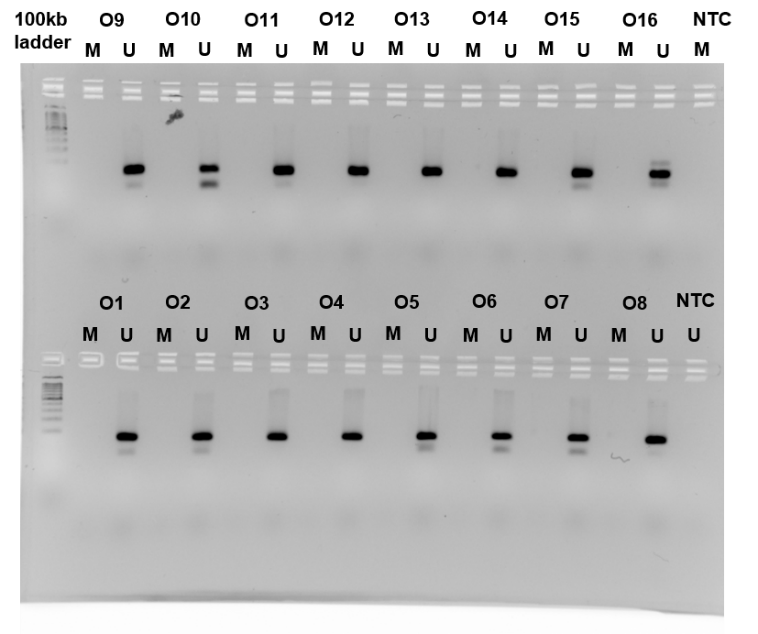 100kb ladder O9 O10 O11 O12 O13 O14 O15 O16 NTC
M U M U M U M U M U M U M U M U M
O1 O2 O3 O4 O5 O6 O7 O8 NTC
M U M U M U M U M U M U M U M U U